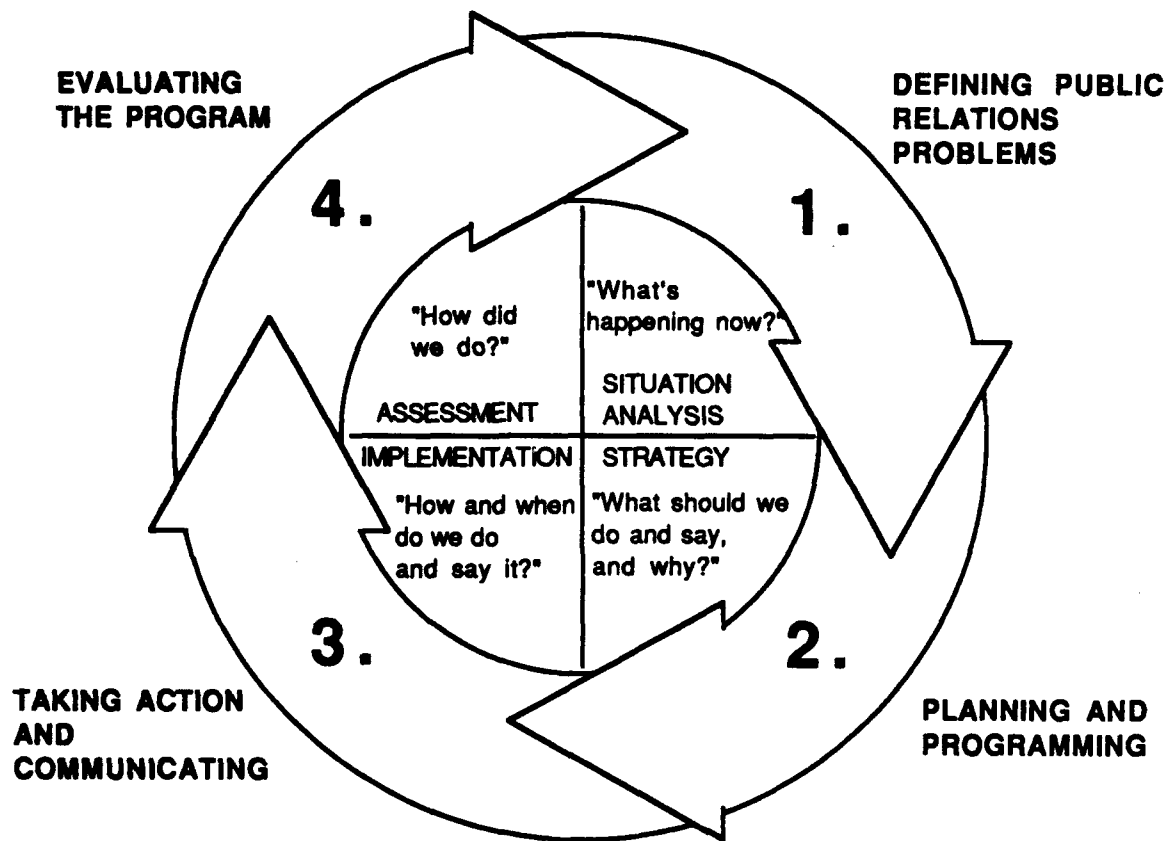 EVALUATING
THE PROGRAM
DEFINING PUBLIC
RELATIONS
PROBLEMS
4.
1.
"How did
we do?"
ASSESSMENT
"What's
happening now?"
SITUATION
ANALYSIS
IMPLEMENTATION
"How and when
do we do
and say it?"
STRATEGY
"What should we
do and say,
and why?"
3.
2.
TAKING ACTION
AND
COMMUNICATING
PLANNING AND
PROGRAMMING